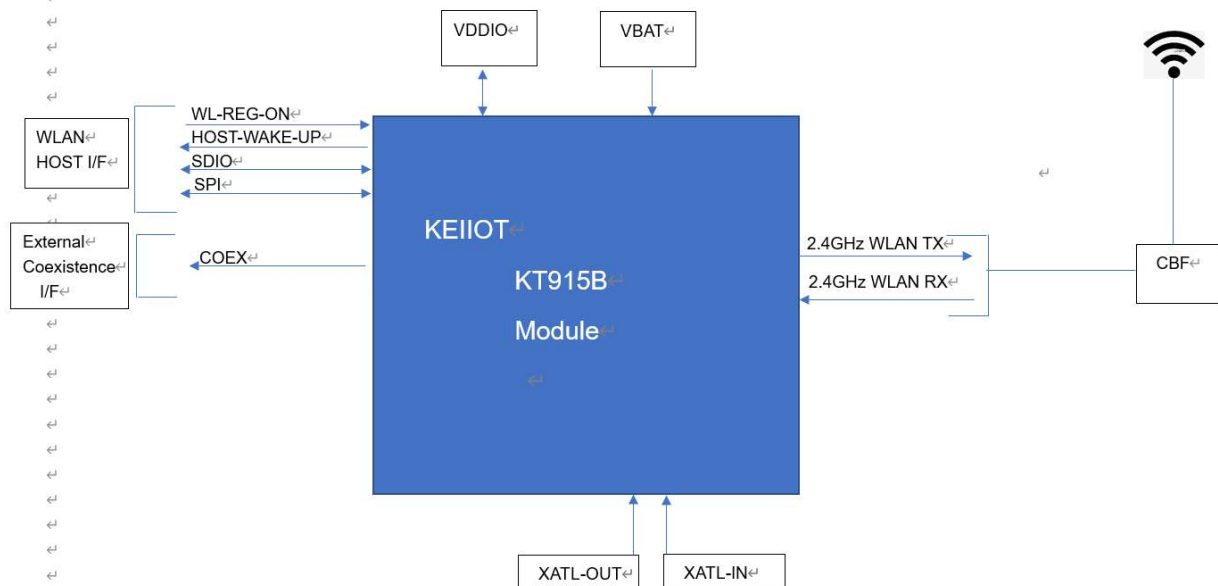 VDDIO
VBAT
WL-REG-ON
HOST-WAKE-UP
SDIO
SPI
WLAN
HOST I/F
External
Coexistence
I/F
COEX
KEIIOT
KT915B
Module
2.4GHz WLAN TX
2.4GHz WLAN RX
CBF
XATL-OUT
XATL-IN